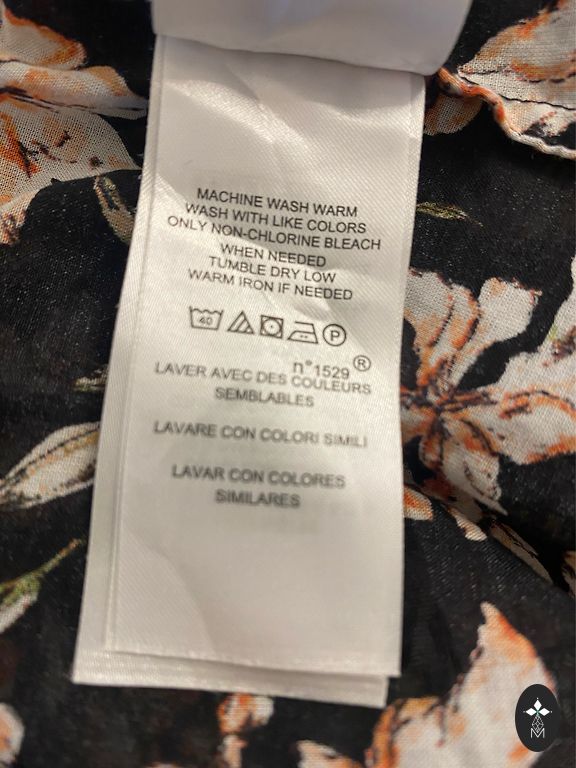 MACHINE WASH WARM
WASH WITH LIKE COLORS
ONLY NON-CHLORINE BLEACH
WHEN NEEDED
TUMBLE DRY LOW
WARM IRON IF NEEDED
40 P
n° 1529 ®
LAVER AVEC DES COULEURS
SEMBLABLES
LAVARE CON COLORI SIMILI
LAVAR CON COLORES
SIMILARES
M